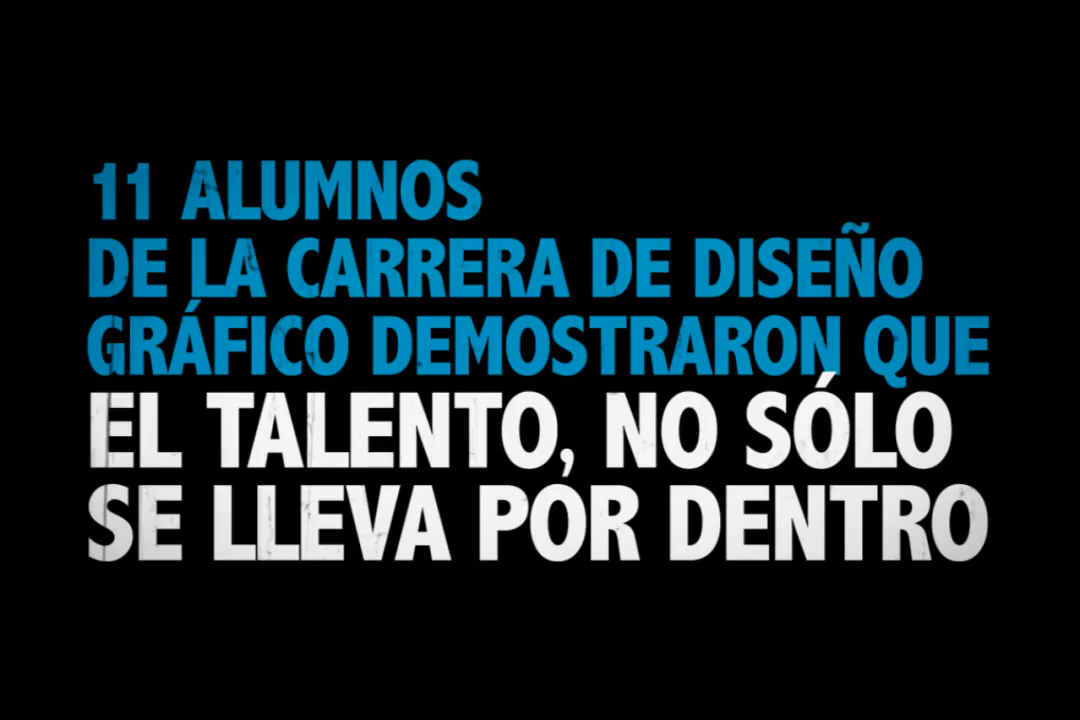 11 ALUMNOS
DE LA CARRERA DE DISEÑO
GRÁFICO DEMOSTRARON QUE
EL TALENTO, NO SÓLO
SE LLEVA POR DENTRO